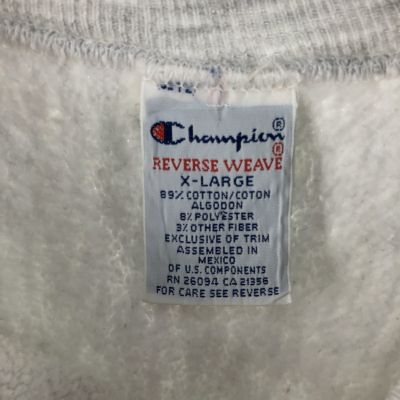 Champion®
REVERSE WEAVE®
X-LARGE
89% COTTON/COTON
ALGODON
8% POLYESTER
3% OTHER FIBER
EXCLUSIVE OF TRIM
ASSEMBLED IN
MEXICO
OF U.S. COMPONENTS
RN 26094 CA 21356
FOR CARE SEE REVERSE